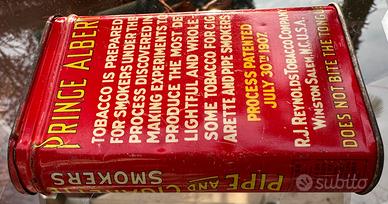 PRINCE ALBER
TOBACCO IS PREPARED
FOR SMOKERS UNDER THE
PROCESS DISCOVERED IN
MAKING EXPERIMENTS TO
PRODUCE THE MOST DE-
LIGHTFUL AND WHOLE-
SOME TOBACCO FOR CIG-
ARETTE AND PIPE SMOKERS.
PROCESS PATENTED
JULY 30TH 1907.
R.J. REYNOLDS TOBACCO COMPANY
WINSTON SALEM N.C. U.S.A.
DOES NOT BITE THE TONGUE
PIPE AND CIGARETTE
SMOKERS
subito